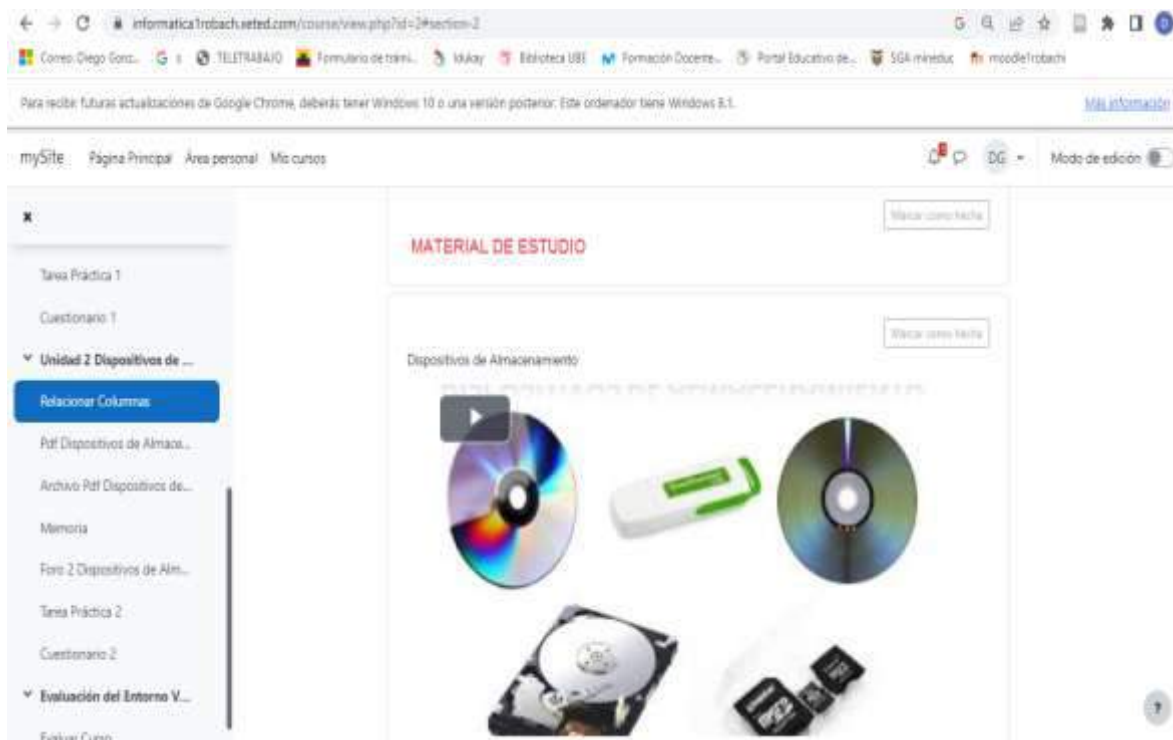 informatica1robach.xeted.com/course/view.php?id=2#section-2
Correo: Diego Gonz... TELETRABAJO Formulario de trámi... Idukay Biblioteca UBE Formación Docente... Portal Educativo de... SGA mineduc moodle1robach
Para recibir futuras actualizaciones de Google Chrome, deberás tener Windows 10 o una versión posterior. Este ordenador tiene Windows 8.1. Más información
mySite Página Principal Área personal Mis cursos DG Modo de edición
Marcar como hecha
MATERIAL DE ESTUDIO
Tarea Práctica 1
Cuestionario 1
Unidad 2 Dispositivos de ...
Relacionar Columnas
Pdf Dispositivos de Almace...
Archivo Pdf Dispositivos de...
Memoria
Foro 2 Dispositivos de Alm...
Tarea Práctica 2
Cuestionario 2
Evaluación del Entorno V...
Evaluar Curso
Marcar como hecha
Dispositivos de Almacenamiento